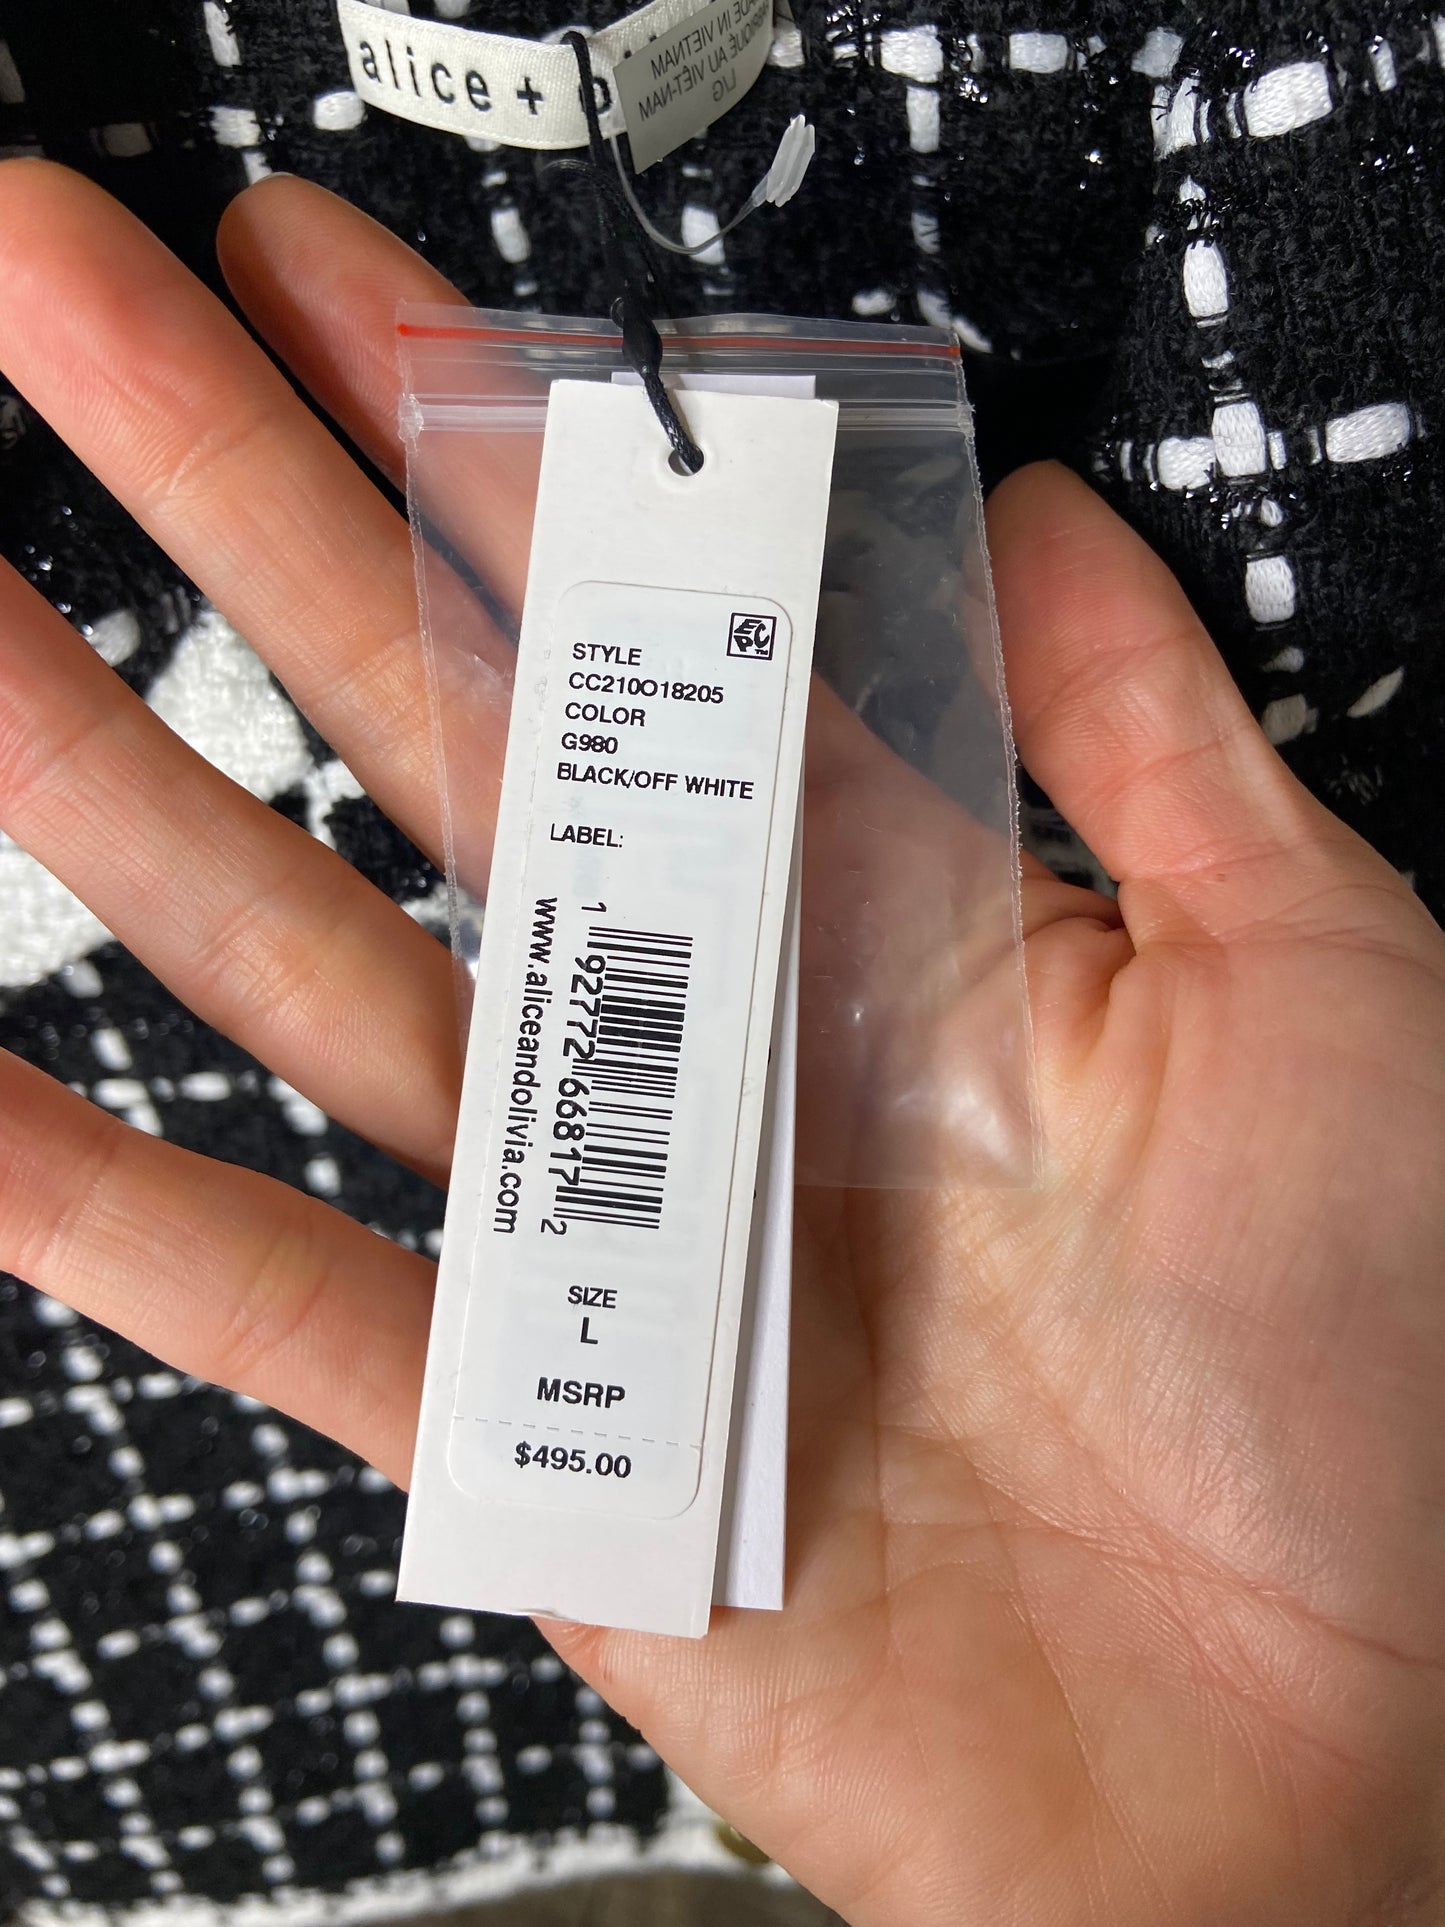 alice + o
MADE IN VIETNAM
FABRIQUÉ AU VIÊT-NAM
L/G
ECP™
STYLE
CC210O18205
COLOR
G980
BLACK/OFF WHITE
LABEL:
1 92772 66817 2
www.aliceandolivia.com
SIZE
L
MSRP
$495.00